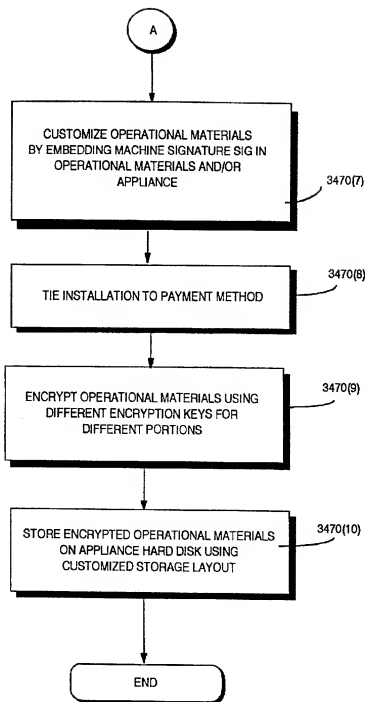 A
CUSTOMIZE OPERATIONAL MATERIALS
BY EMBEDDING MACHINE SIGNATURE SIG IN
OPERATIONAL MATERIALS AND/OR
APPLIANCE
3470(7)
TIE INSTALLATION TO PAYMENT METHOD
3470(8)
ENCRYPT OPERATIONAL MATERIALS USING
DIFFERENT ENCRYPTION KEYS FOR
DIFFERENT PORTIONS
3470(9)
STORE ENCRYPTED OPERATIONAL MATERIALS
ON APPLIANCE HARD DISK USING
CUSTOMIZED STORAGE LAYOUT
3470(10)
END